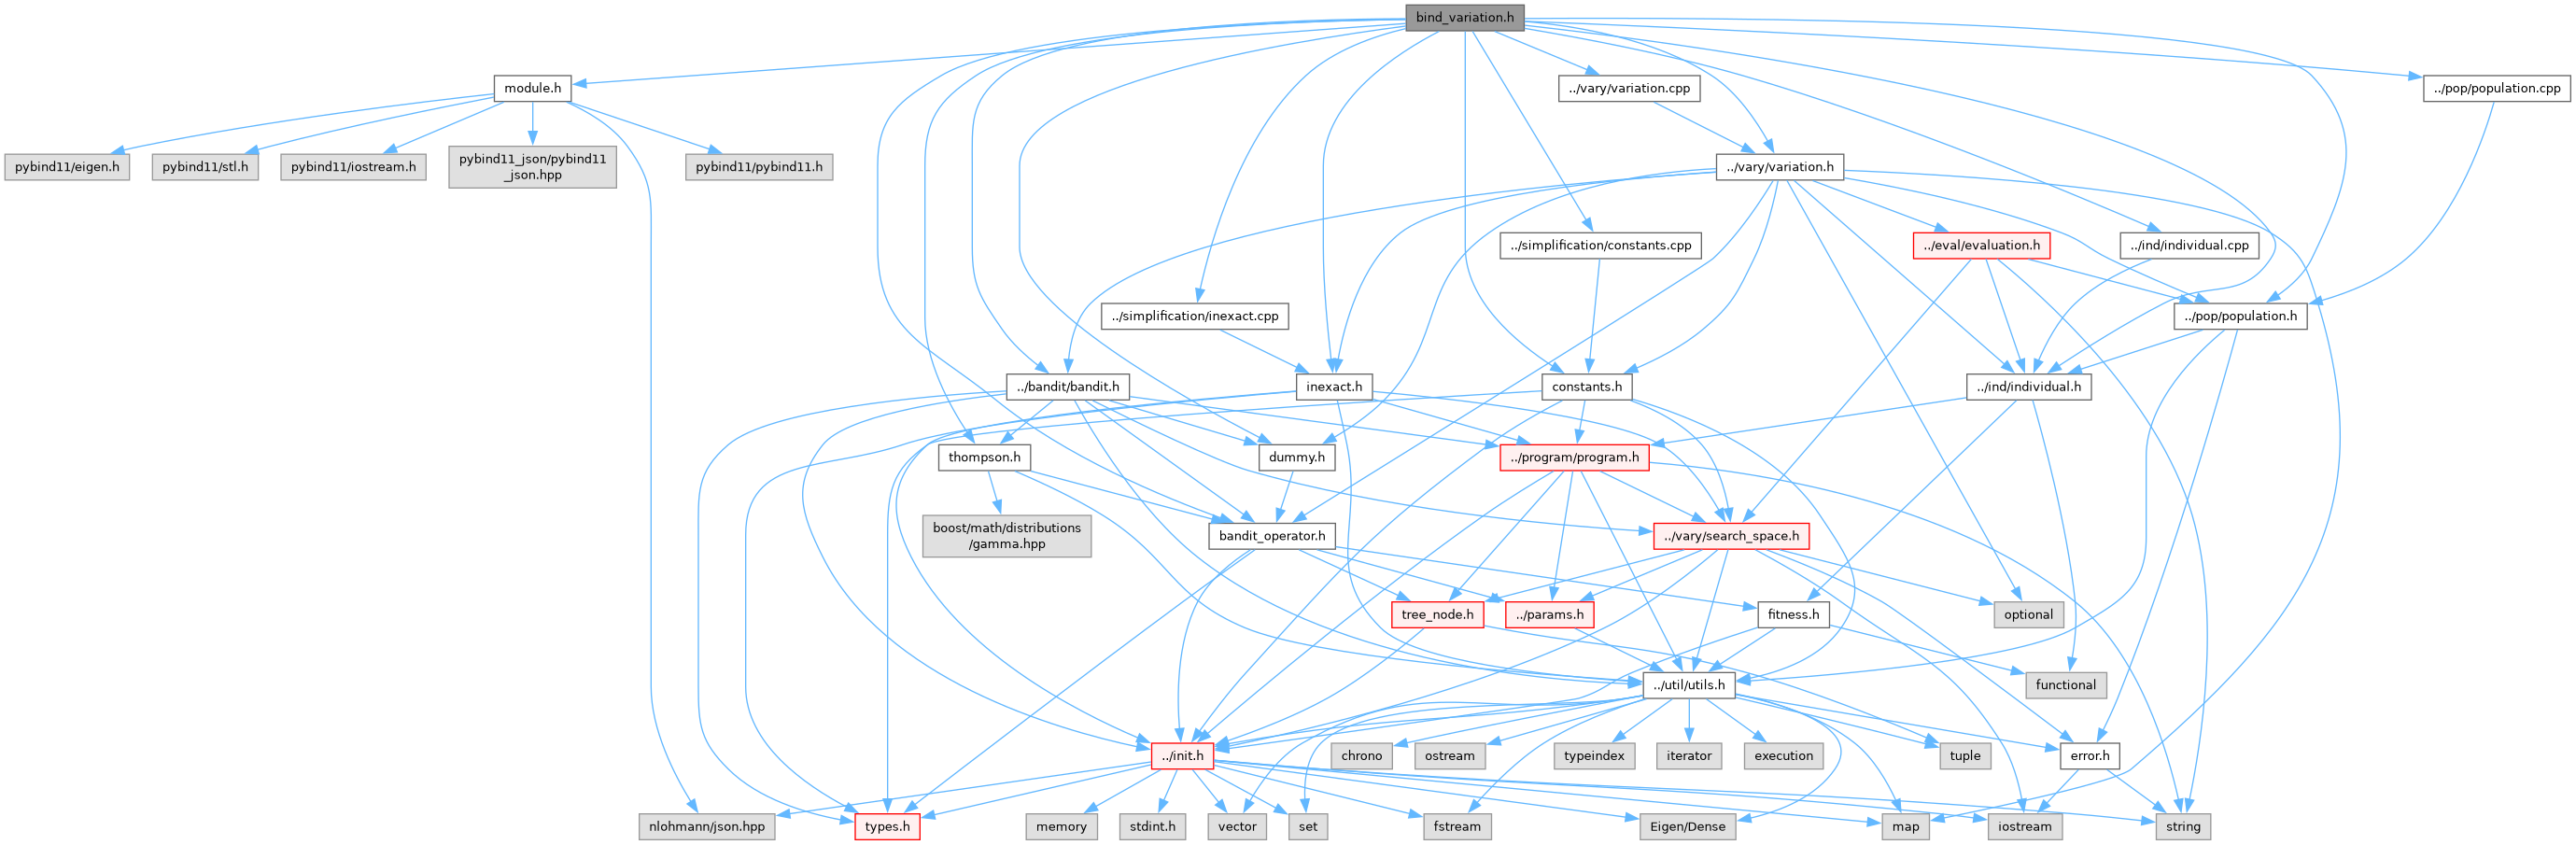 bind_variation.h
module.h
../vary/variation.cpp
../pop/population.cpp
pybind11/eigen.h
pybind11/stl.h
pybind11/iostream.h
pybind11_json/pybind11
_json.hpp
pybind11/pybind11.h
../vary/variation.h
../simplification/constants.cpp
../eval/evaluation.h
../ind/individual.cpp
../simplification/inexact.cpp
../pop/population.h
../bandit/bandit.h
inexact.h
constants.h
../ind/individual.h
thompson.h
dummy.h
../program/program.h
boost/math/distributions
/gamma.hpp
bandit_operator.h
../vary/search_space.h
tree_node.h
../params.h
fitness.h
optional
../util/utils.h
functional
../init.h
chrono
ostream
typeindex
iterator
execution
tuple
error.h
nlohmann/json.hpp
types.h
memory
stdint.h
vector
set
fstream
Eigen/Dense
map
iostream
string